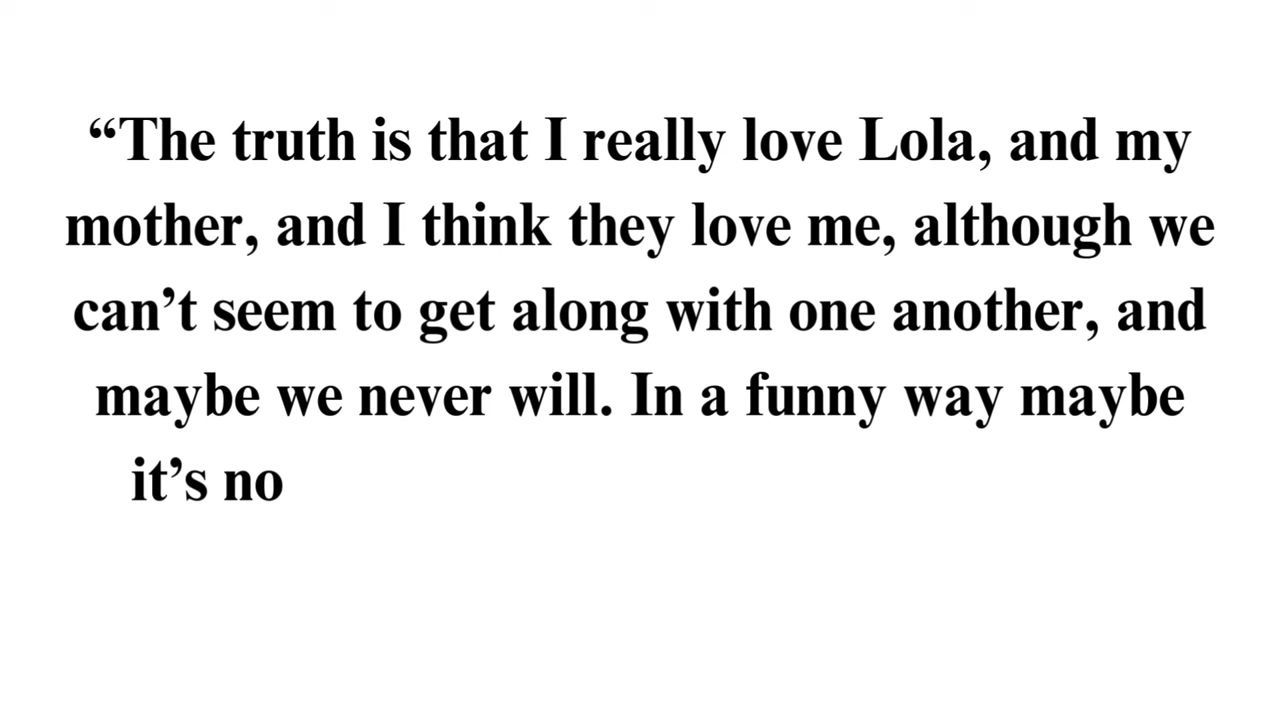 “The truth is that I really love Lola, and my
mother, and I think they love me, although we
can’t seem to get along with one another, and
maybe we never will. In a funny way maybe
it’s no